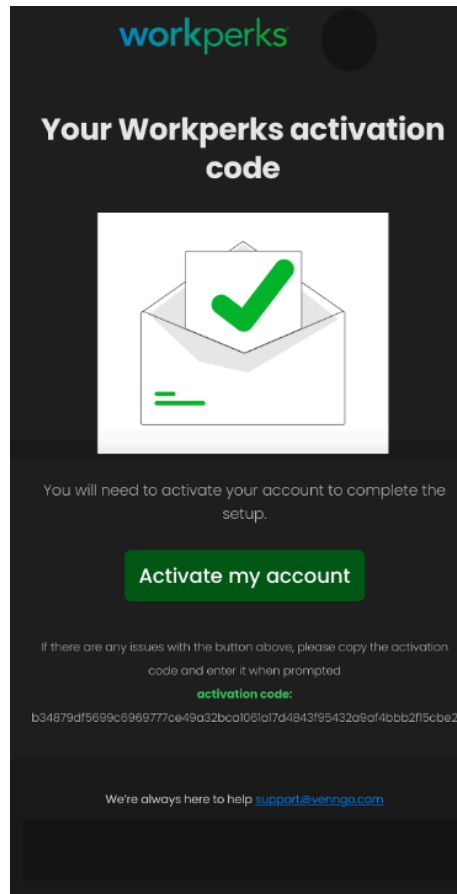 workperks
Your Workperks activation
code
You will need to activate your account to complete the
setup.
Activate my account
If there are any issues with the button above, please copy the activation
code and enter it when prompted
activation code:
b34879df5699c6969777ce49a32bca1061a17d4843f95432a9af4bbb2f15cbe2
We're always here to help support@venngo.com